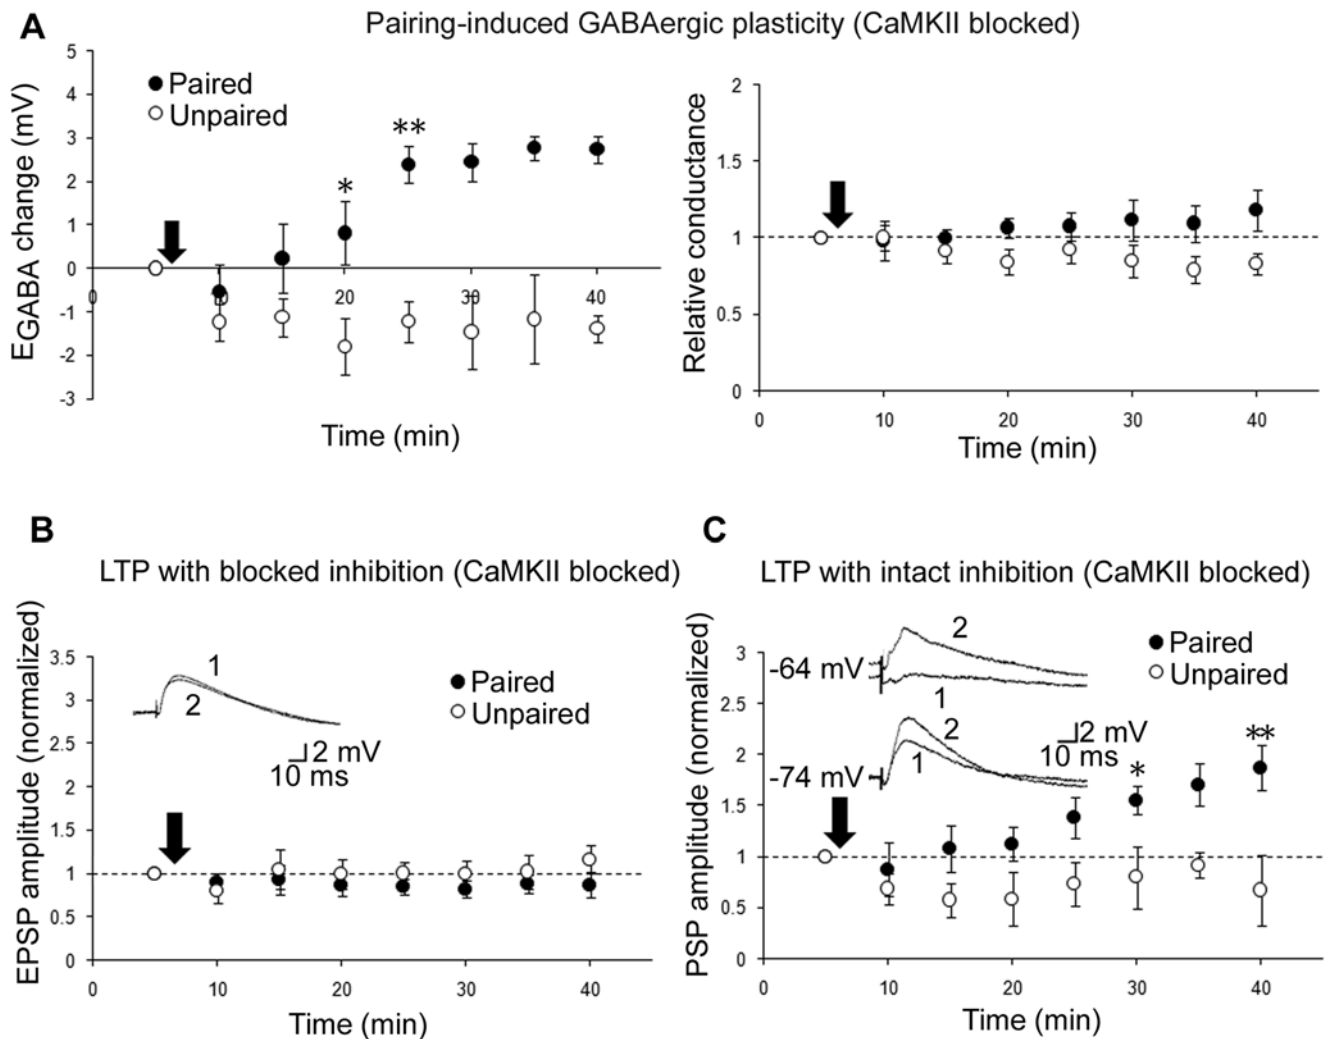 A
Pairing-induced GABAergic plasticity (CaMKII blocked)
EGABA change (mV)
5
4
3
2
1
0
-1
-2
-3
Paired
Unpaired
*
**
0
10
20
30
40
Time (min)
Relative conductance
2
1.5
1
0.5
0
0
10
20
30
40
Time (min)
B
LTP with blocked inhibition (CaMKII blocked)
EPSP amplitude (normalized)
3.5
3
2.5
2
1.5
1
0.5
0
1
2
2 mV
10 ms
Paired
Unpaired
0
10
20
30
40
Time (min)
C
LTP with intact inhibition (CaMKII blocked)
PSP amplitude (normalized)
3
2.5
2
1.5
1
0.5
0
-64 mV
2
1
-74 mV
2
1
2 mV
10 ms
Paired
Unpaired
*
**
0
10
20
30
40
Time (min)